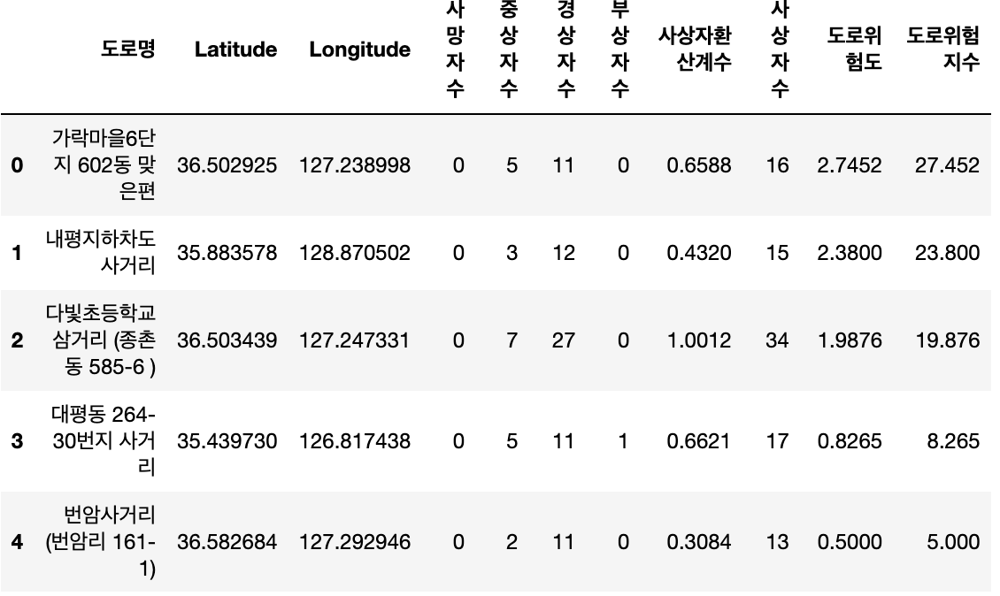 도로명 Latitude Longitude 사망자수 중상자수 경상자수 부상자수 사상자환산계수 사상자수 도로위험도 도로위험지수
0 가락마을6단지 602동 맞은편 36.502925 127.238998 0 5 11 0 0.6588 16 2.7452 27.452
1 내평지하차도 사거리 35.883578 128.870502 0 3 12 0 0.4320 15 2.3800 23.800
2 다빛초등학교 삼거리 (종촌동 585-6 ) 36.503439 127.247331 0 7 27 0 1.0012 34 1.9876 19.876
3 대평동 264-30번지 사거리 35.439730 126.817438 0 5 11 1 0.6621 17 0.8265 8.265
4 번암사거리 (번암리 161-1) 36.582684 127.292946 0 2 11 0 0.3084 13 0.5000 5.000